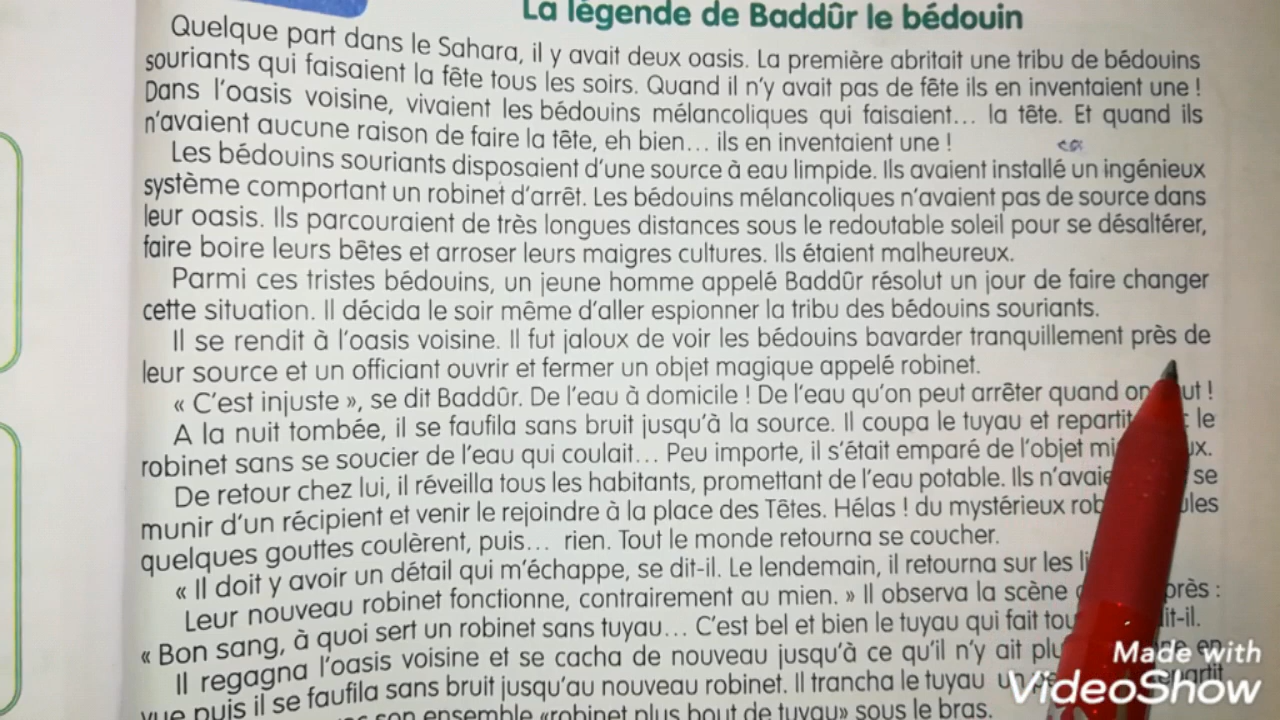 La légende de Baddûr le bédouin
Quelque part dans le Sahara, il y avait deux oasis. La première abritait une tribu de bédouins
souriants qui faisaient la fête tous les soirs. Quand il n'y avait pas de fête ils en inventaient une !
Dans l'oasis voisine, vivaient les bédouins mélancoliques qui faisaient... la tête. Et quand ils
n'avaient aucune raison de faire la tête, eh bien... ils en inventaient une !
Les bédouins souriants disposaient d'une source à eau limpide. Ils avaient installé un ingénieux
système comportant un robinet d'arrêt. Les bédouins mélancoliques n'avaient pas de source dans
leur oasis. Ils parcouraient de très longues distances sous le redoutable soleil pour se désaltérer,
faire boire leurs bêtes et arroser leurs maigres cultures. Ils étaient malheureux.
Parmi ces tristes bédouins, un jeune homme appelé Baddûr résolut un jour de faire changer
cette situation. Il décida le soir même d'aller espionner la tribu des bédouins souriants.
Il se rendit à l'oasis voisine. Il fut jaloux de voir les bédouins bavarder tranquillement près de
leur source et un officiant ouvrir et fermer un objet magique appelé robinet.
« C'est injuste », se dit Baddûr. De l'eau à domicile ! De l'eau qu'on peut arrêter quand on !
A la nuit tombée, il se faufila sans bruit jusqu'à la source. Il coupa le tuyau et repartit le
robinet sans se soucier de l'eau qui coulait... Peu importe, il s'était emparé de l'objet
De retour chez lui, il réveilla tous les habitants, promettant de l'eau potable. Ils se
munir d'un récipient et venir le rejoindre à la place des Têtes. Hélas ! du mystérieux
quelques gouttes coulèrent, puis... rien. Tout le monde retourna se coucher.
« Il doit y avoir un détail qui m'échappe, se dit-il. Le lendemain, il retourna sur les
Leur nouveau robinet fonctionne, contrairement au mien. » Il observa la scène près :
« Bon sang, à quoi sert un robinet sans tuyau... C'est bel et bien le tuyau qui fait
Il regagna l'oasis voisine et se cacha de nouveau jusqu'à ce qu'il n'y ait en
vue puis il se faufila sans bruit jusqu'au nouveau robinet. Il trancha le tuyau
son ensemble «robinet plus bout de tuyau» sous le bras.
Made with
VideoShow